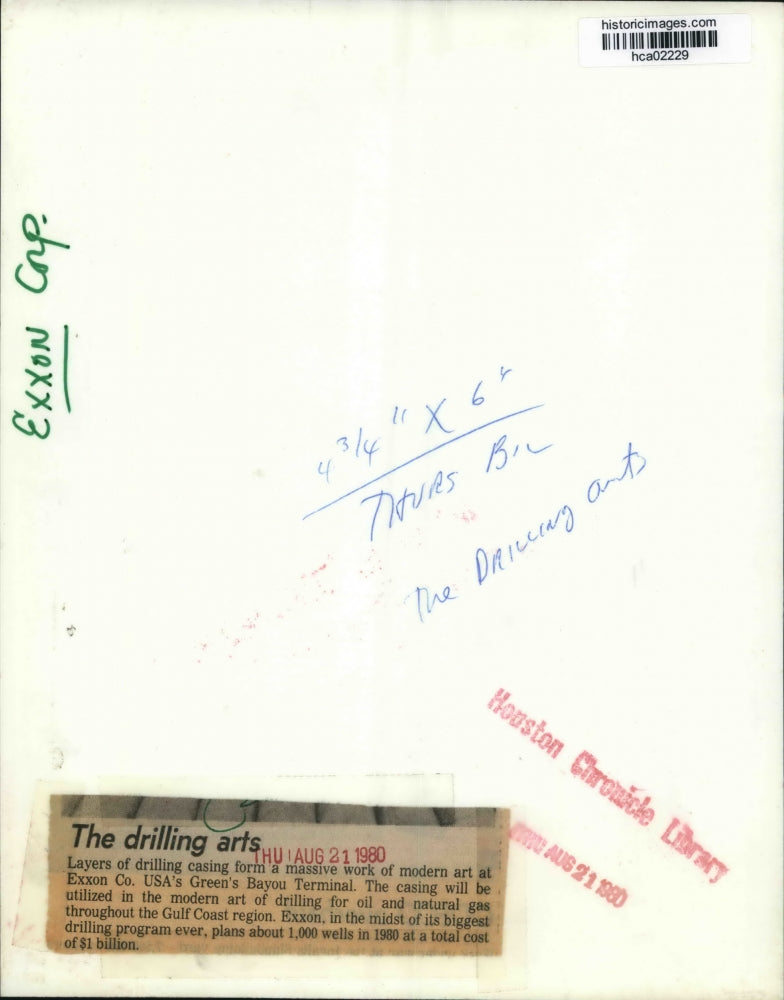 historicimages.com
hca02229
Exxon Corp.
4 3/4" X 6"
THURS
The DRILLING arts
Houston Chronicle Library
THU AUG 21 1980
The drilling arts
THU AUG 21 1980
Layers of drilling casing form a massive work of modern art at
Exxon Co. USA's Green's Bayou Terminal. The casing will be
utilized in the modern art of drilling for oil and natural gas
throughout the Gulf Coast region. Exxon, in the midst of its biggest
drilling program ever, plans about 1,000 wells in 1980 at a total cost
of $1 billion.